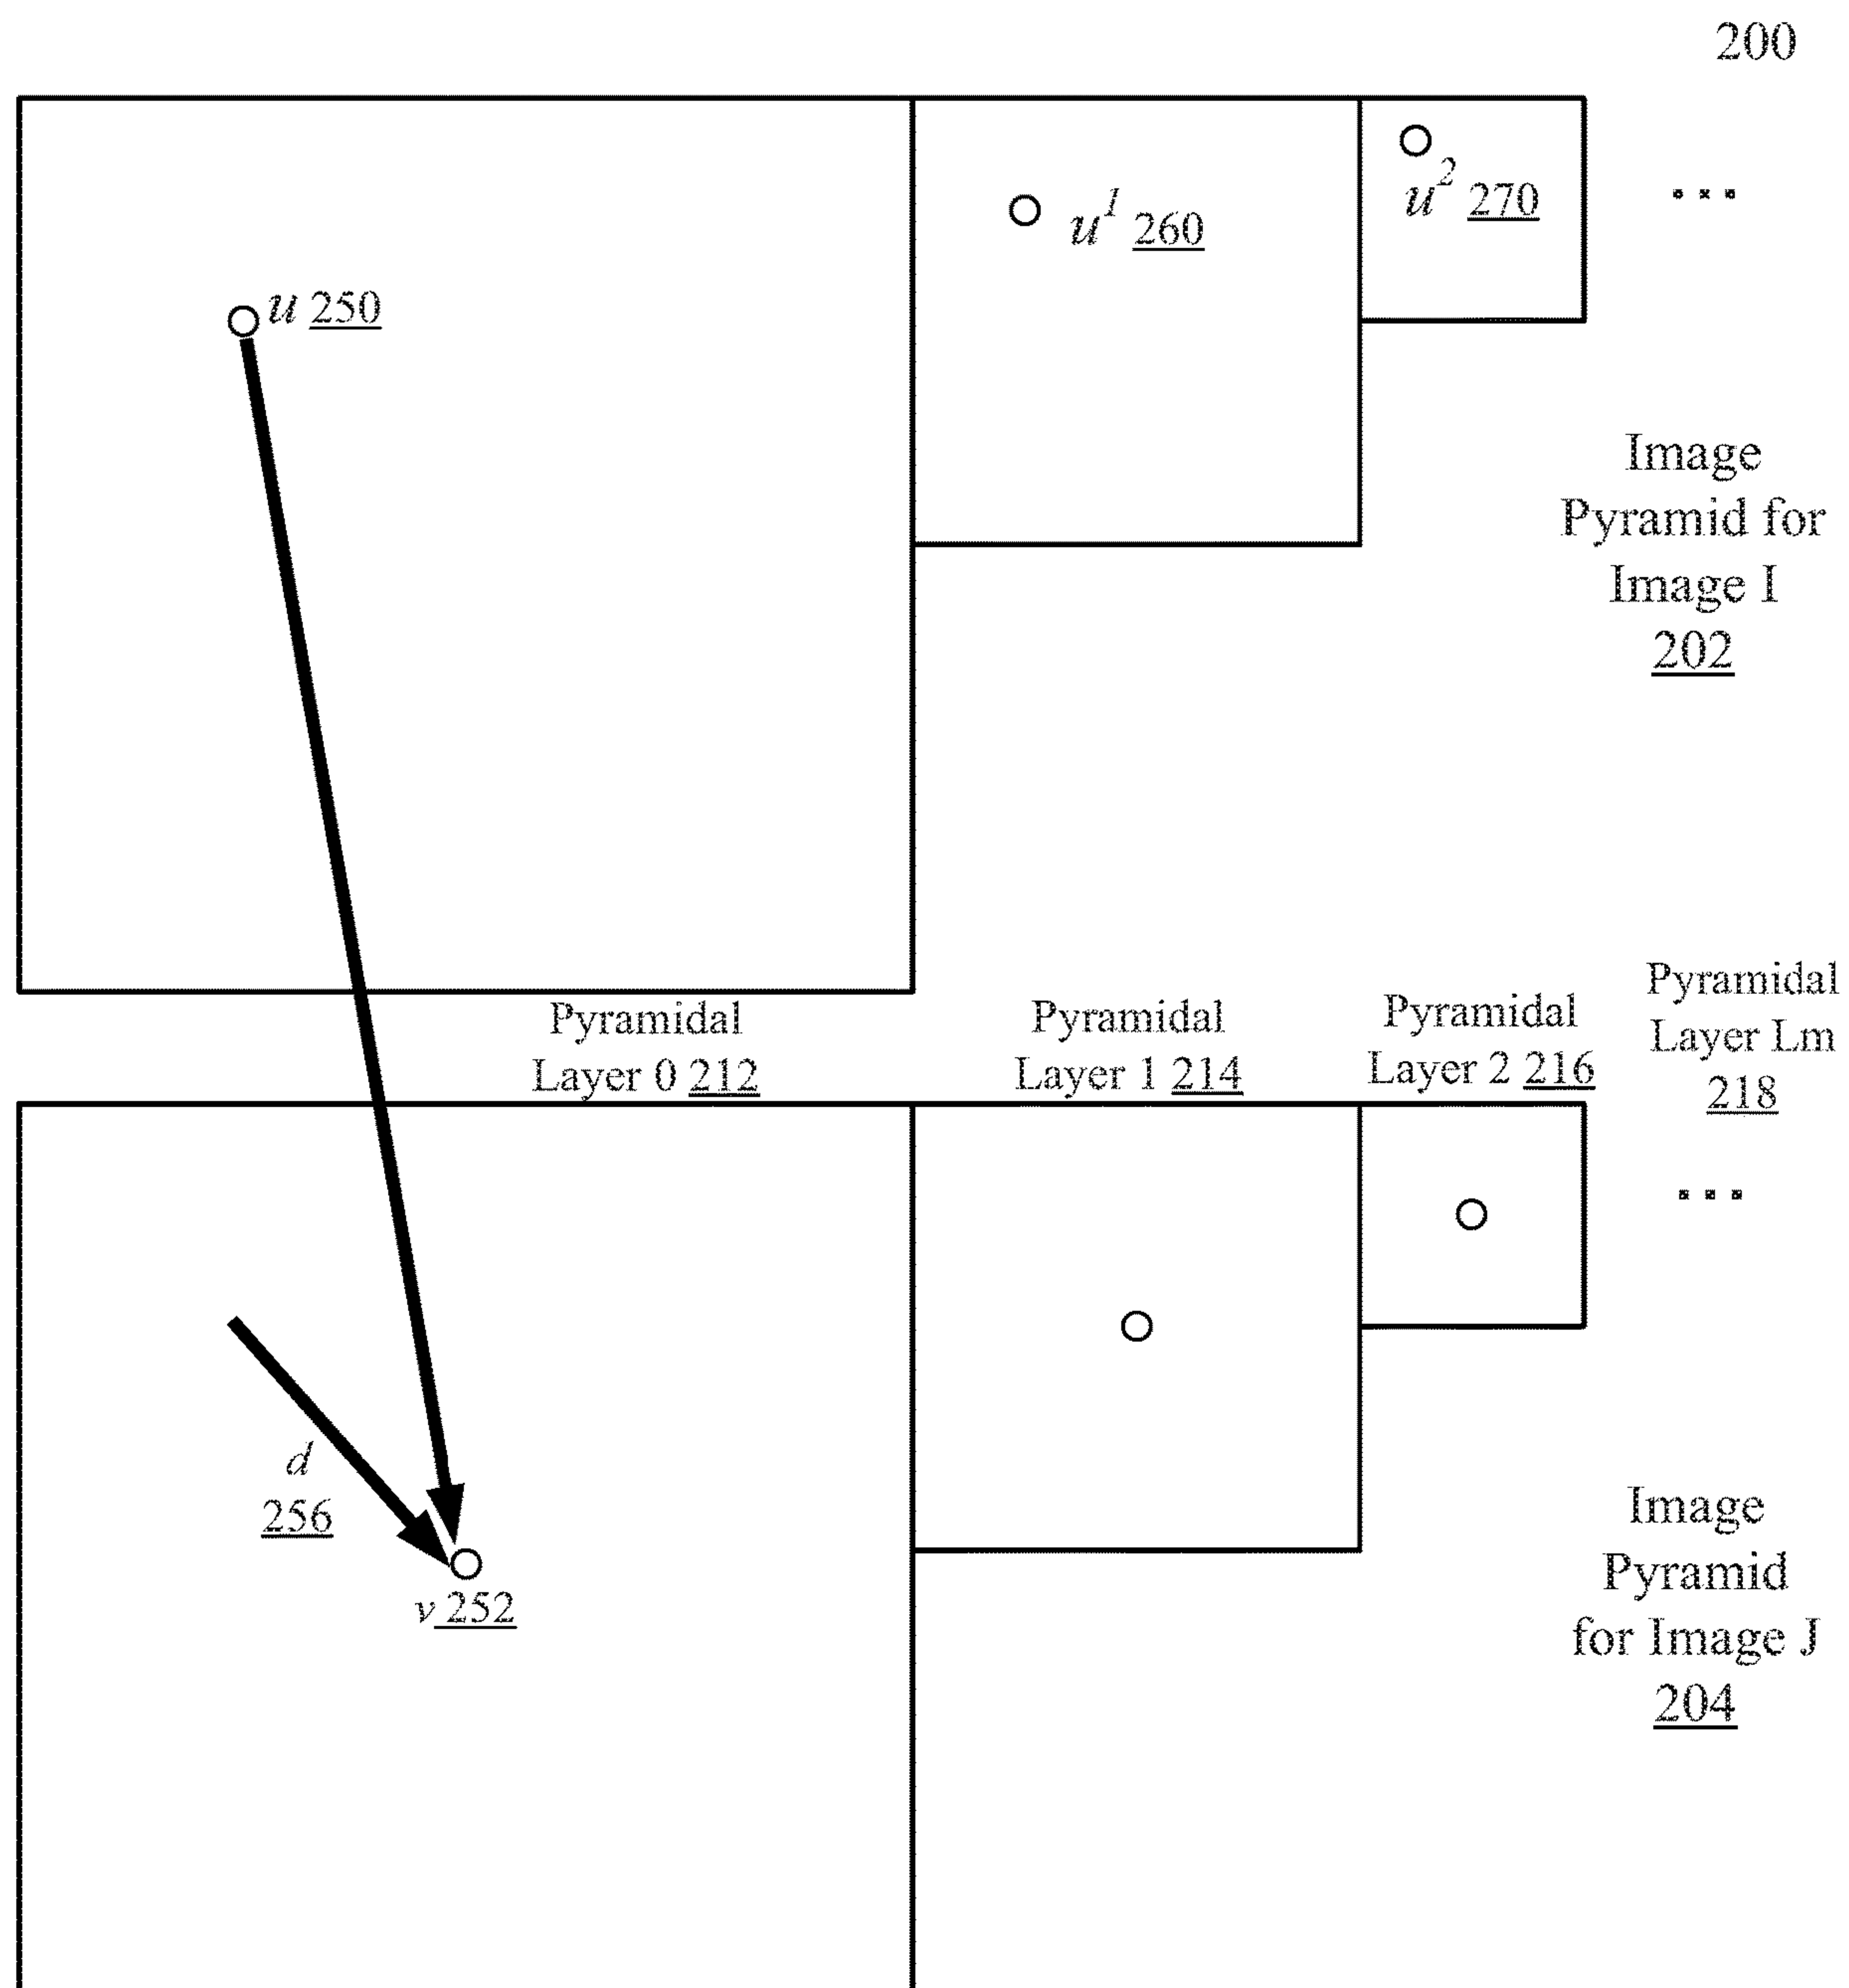 200
u 250
u¹ 260
u² 270
...
Image
Pyramid for
Image I
202
Pyramidal
Layer 0 212
Pyramidal
Layer 1 214
Pyramidal
Layer 2 216
Pyramidal
Layer Lm
218
...
d
256
v 252
Image
Pyramid
for Image J
204